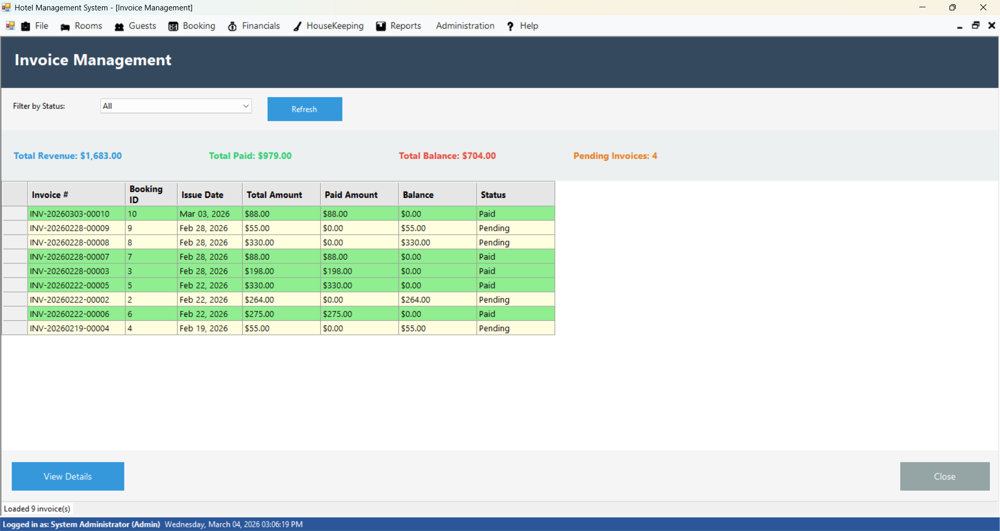 Hotel Management System - [Invoice Management]
File Rooms Guests Booking Financials HouseKeeping Reports Administration Help
Invoice Management
Filter by Status: All Refresh
Total Revenue: $1,683.00 Total Paid: $979.00 Total Balance: $704.00 Pending Invoices: 4
Invoice # Booking ID Issue Date Total Amount Paid Amount Balance Status
INV-20260303-00010 10 Mar 03, 2026 $88.00 $88.00 $0.00 Paid
INV-20260228-00009 9 Feb 28, 2026 $55.00 $0.00 $55.00 Pending
INV-20260228-00008 8 Feb 28, 2026 $330.00 $0.00 $330.00 Pending
INV-20260228-00007 7 Feb 28, 2026 $88.00 $88.00 $0.00 Paid
INV-20260228-00003 3 Feb 28, 2026 $198.00 $198.00 $0.00 Paid
INV-20260222-00005 5 Feb 22, 2026 $330.00 $330.00 $0.00 Paid
INV-20260222-00002 2 Feb 22, 2026 $264.00 $0.00 $264.00 Pending
INV-20260222-00006 6 Feb 22, 2026 $275.00 $275.00 $0.00 Paid
INV-20260219-00004 4 Feb 19, 2026 $55.00 $0.00 $55.00 Pending
View Details Close
Loaded 9 invoice(s)
Logged in as: System Administrator (Admin) Wednesday, March 04, 2026 03:06:19 PM